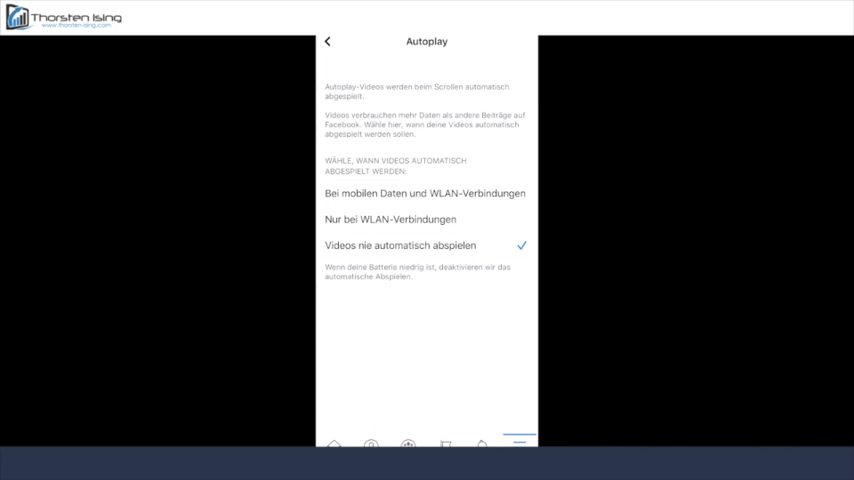 Thorsten Ising
www.thorsten-ising.com
Autoplay
Autoplay-Videos werden beim Scrollen automatisch
abgespielt.
Videos verbrauchen mehr Daten als andere Beiträge auf
Facebook. Wähle hier, wann deine Videos automatisch
abgespielt werden sollen.
WÄHLE, WANN VIDEOS AUTOMATISCH
ABGESPIELT WERDEN:
Bei mobilen Daten und WLAN-Verbindungen
Nur bei WLAN-Verbindungen
Videos nie automatisch abspielen
Wenn deine Batterie niedrig ist, deaktivieren wir das
automatische Abspielen.